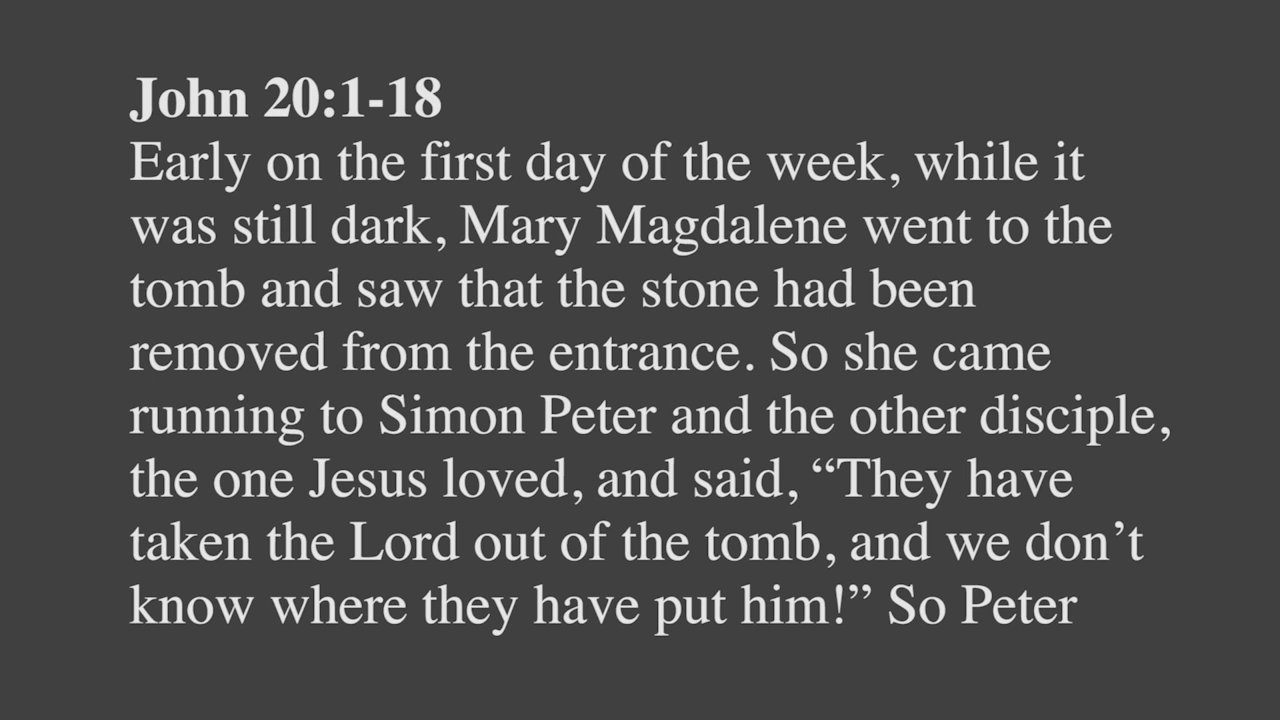 John 20:1-18
Early on the first day of the week, while it
was still dark, Mary Magdalene went to the
tomb and saw that the stone had been
removed from the entrance. So she came
running to Simon Peter and the other disciple,
the one Jesus loved, and said, “They have
taken the Lord out of the tomb, and we don’t
know where they have put him!” So Peter